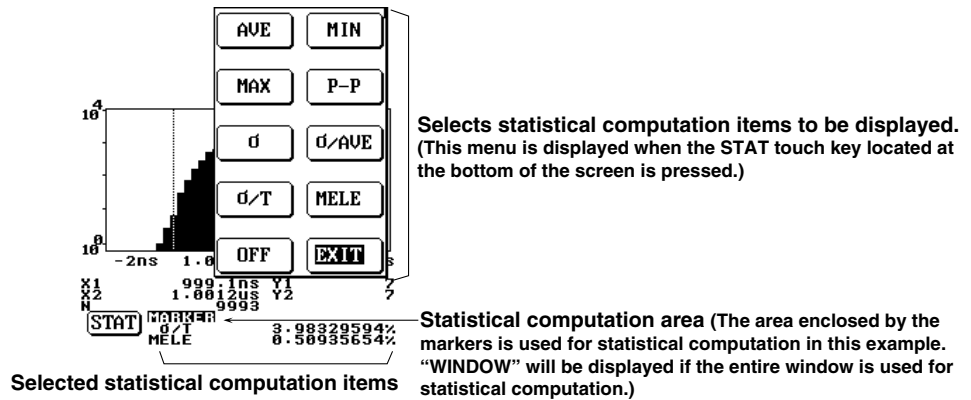 AVE MIN
MAX P-P
σ σ/AVE
σ/T MELE
OFF EXIT
10^4
10^0
-2ns 1.0 s
X1 999.1ns Y1 7
X2 1.0012us Y2 7
N 9993
STAT MARKER
σ/T 3.98329594%
MELE 0.50935654%
Selects statistical computation items to be displayed.
(This menu is displayed when the STAT touch key located at
the bottom of the screen is pressed.)
Statistical computation area (The area enclosed by the
markers is used for statistical computation in this example.
“WINDOW” will be displayed if the entire window is used for
statistical computation.)
Selected statistical computation items